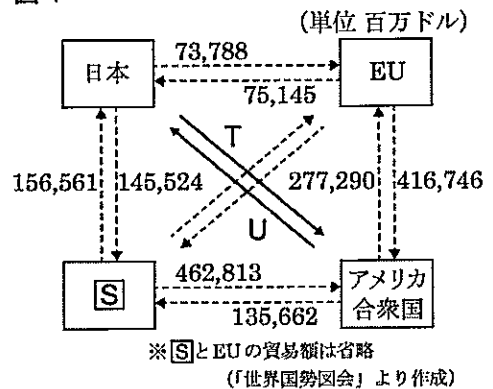 (単位 百万ドル)
日本
73,788
75,145
EU
T
156,561
145,524
277,290
416,746
U
S
462,813
135,662
アメリカ
合衆国
※SとEUの貿易額は省略
(「世界国勢図会」より作成)